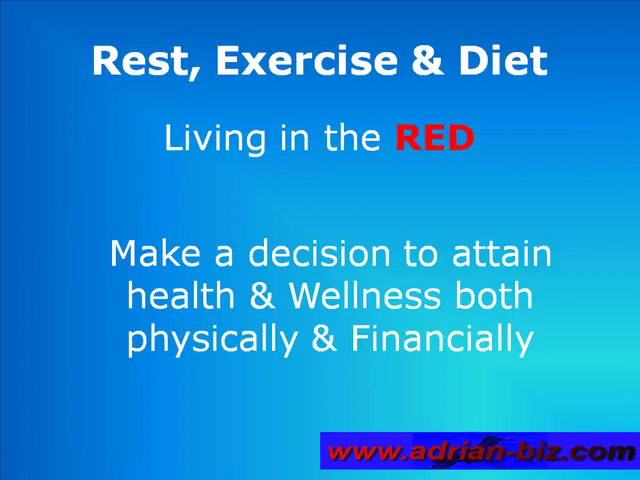 Rest, Exercise & Diet
Living in the RED
Make a decision to attain
health & Wellness both
physically & Financially
www.adrian-biz.com